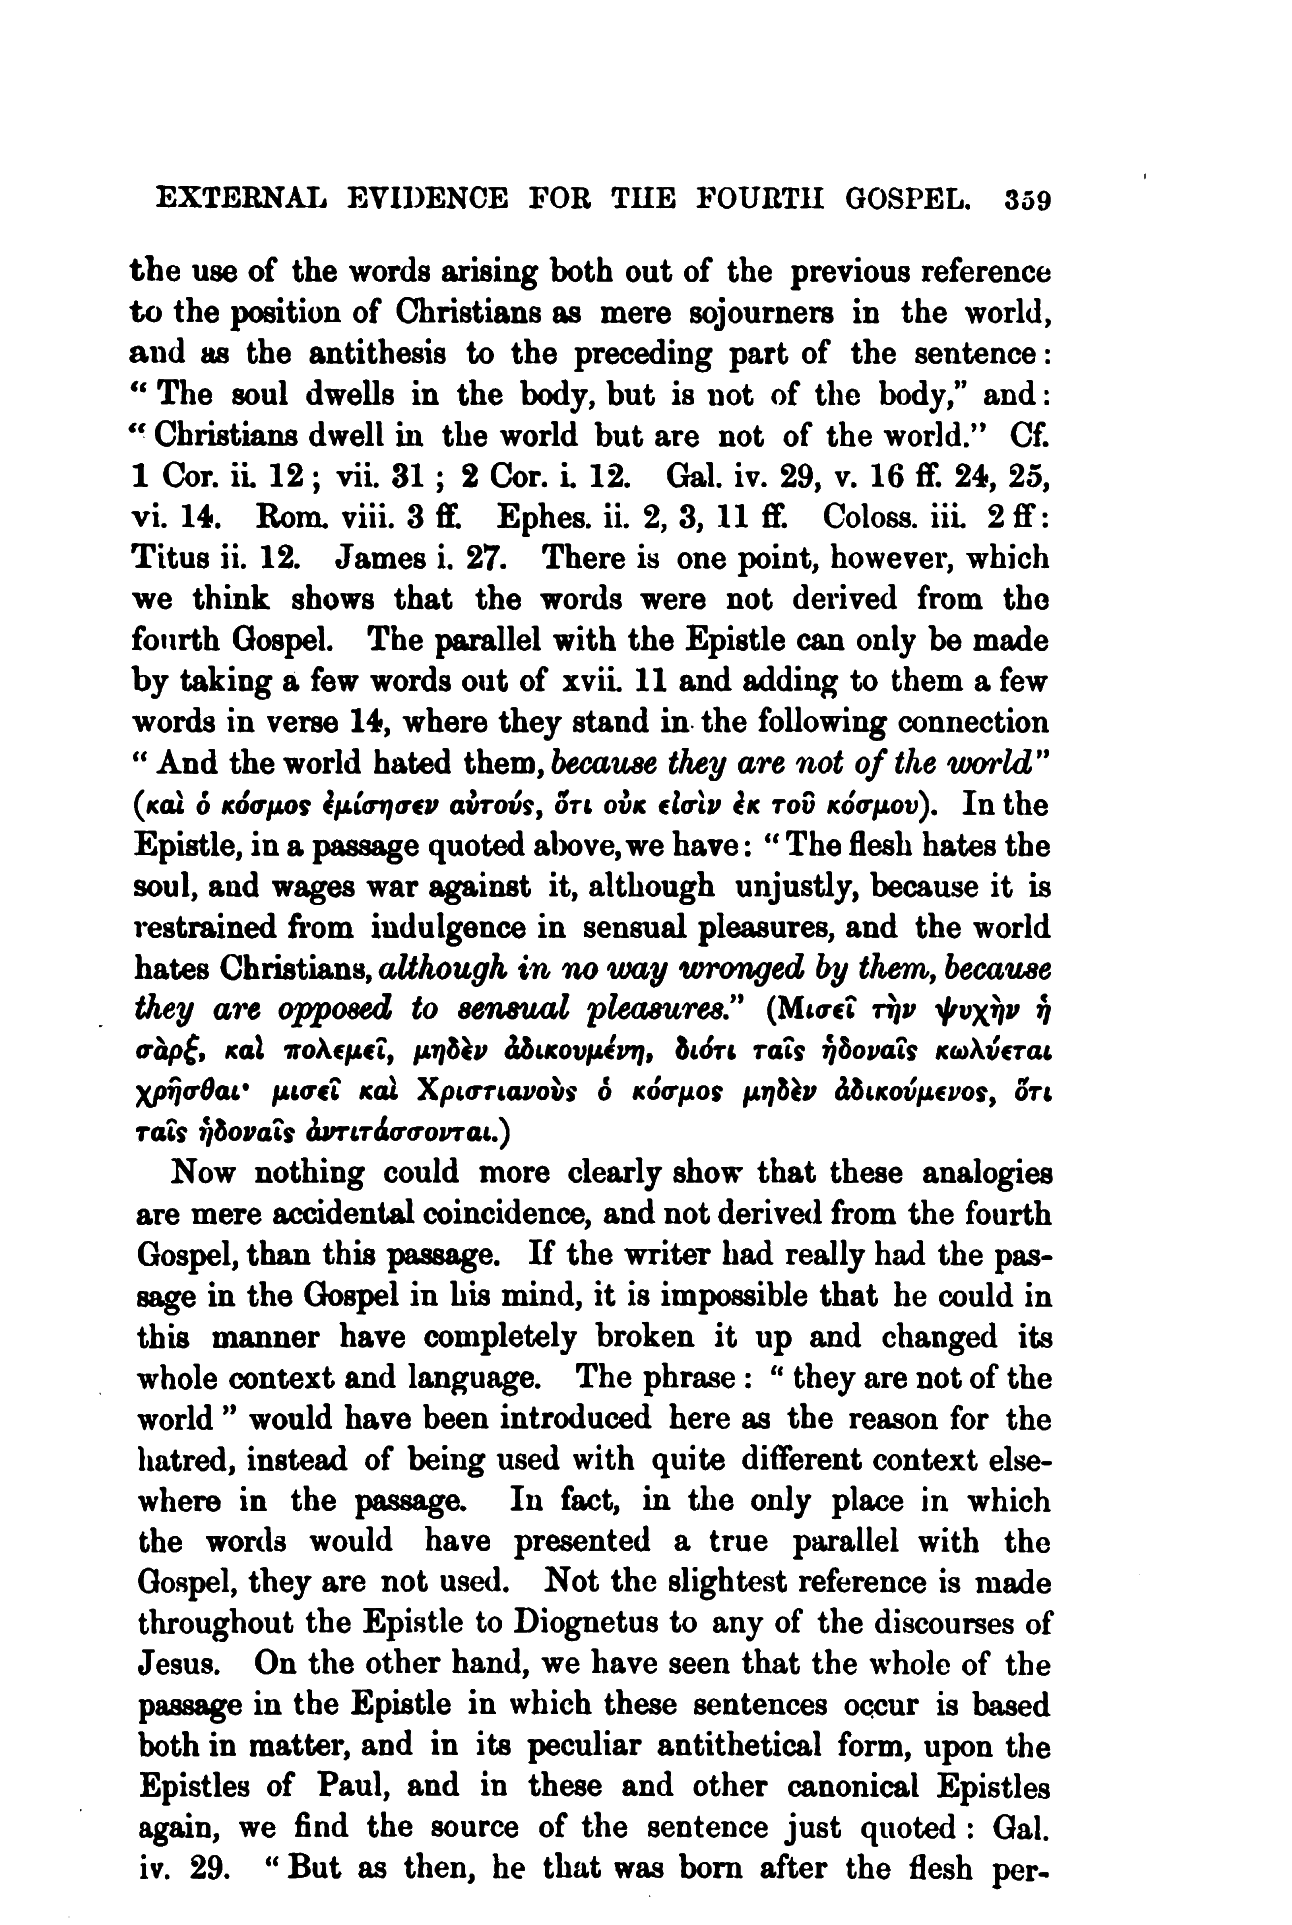 EXTERNAL EVIDENCE FOR THE FOURTH GOSPEL. 359
the use of the words arising both out of the previous reference
to the position of Christians as mere sojourners in the world,
and as the antithesis to the preceding part of the sentence:
“The soul dwells in the body, but is not of the body,” and:
“Christians dwell in the world but are not of the world.” Cf.
1 Cor. ii. 12; vii. 31; 2 Cor. i. 12. Gal. iv. 29, v. 16 ff. 24, 25,
vi. 14. Rom. viii. 3 ff. Ephes. ii. 2, 3, 11 ff. Coloss. iii. 2 ff:
Titus ii. 12. James i. 27. There is one point, however, which
we think shows that the words were not derived from the
fourth Gospel. The parallel with the Epistle can only be made
by taking a few words out of xvii. 11 and adding to them a few
words in verse 14, where they stand in the following connection
“And the world hated them, because they are not of the world”
(καὶ ὁ κόσμος ἐμίσησεν αὐτούς, ὅτι οὐκ εἰσὶν ἐκ τοῦ κόσμου). In the
Epistle, in a passage quoted above, we have: “The flesh hates the
soul, and wages war against it, although unjustly, because it is
restrained from indulgence in sensual pleasures, and the world
hates Christians, although in no way wronged by them, because
they are opposed to sensual pleasures.” (Μισεῖ τὴν ψυχὴν ἡ
σὰρξ, καὶ πολεμεῖ, μηδὲν ἀδικουμένη, διότι ταῖς ἡδοναῖς κωλύεται
χρῆσθαι· μισεῖ καὶ Χριστιανοὺς ὁ κόσμος μηδὲν ἀδικούμενος, ὅτι
ταῖς ἡδοναῖς ἀντιτάσσονται.)
Now nothing could more clearly show that these analogies
are mere accidental coincidence, and not derived from the fourth
Gospel, than this passage. If the writer had really had the pas-
sage in the Gospel in his mind, it is impossible that he could in
this manner have completely broken it up and changed its
whole context and language. The phrase: “they are not of the
world” would have been introduced here as the reason for the
hatred, instead of being used with quite different context else-
where in the passage. In fact, in the only place in which
the words would have presented a true parallel with the
Gospel, they are not used. Not the slightest reference is made
throughout the Epistle to Diognetus to any of the discourses of
Jesus. On the other hand, we have seen that the whole of the
passage in the Epistle in which these sentences occur is based
both in matter, and in its peculiar antithetical form, upon the
Epistles of Paul, and in these and other canonical Epistles
again, we find the source of the sentence just quoted: Gal.
iv. 29. “But as then, he that was born after the flesh per-